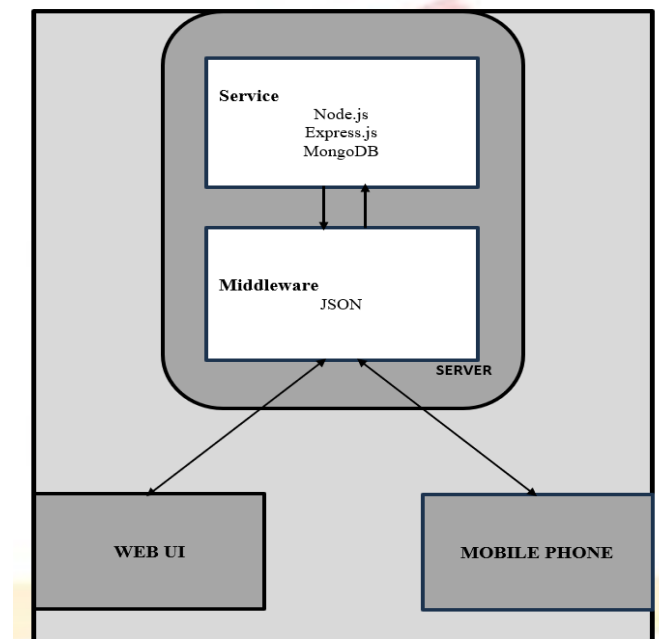 Service
Node.js
Express.js
MongoDB
Middleware
JSON
SERVER
WEB UI
MOBILE PHONE